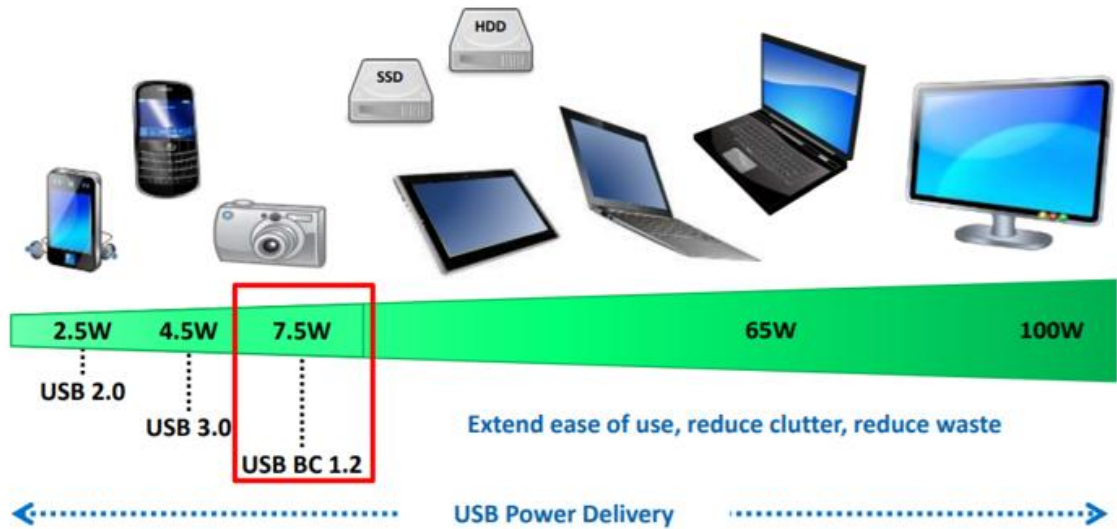 HDD
SSD
2.5W 4.5W 7.5W 65W 100W
USB 2.0
USB 3.0
USB BC 1.2
Extend ease of use, reduce clutter, reduce waste
USB Power Delivery